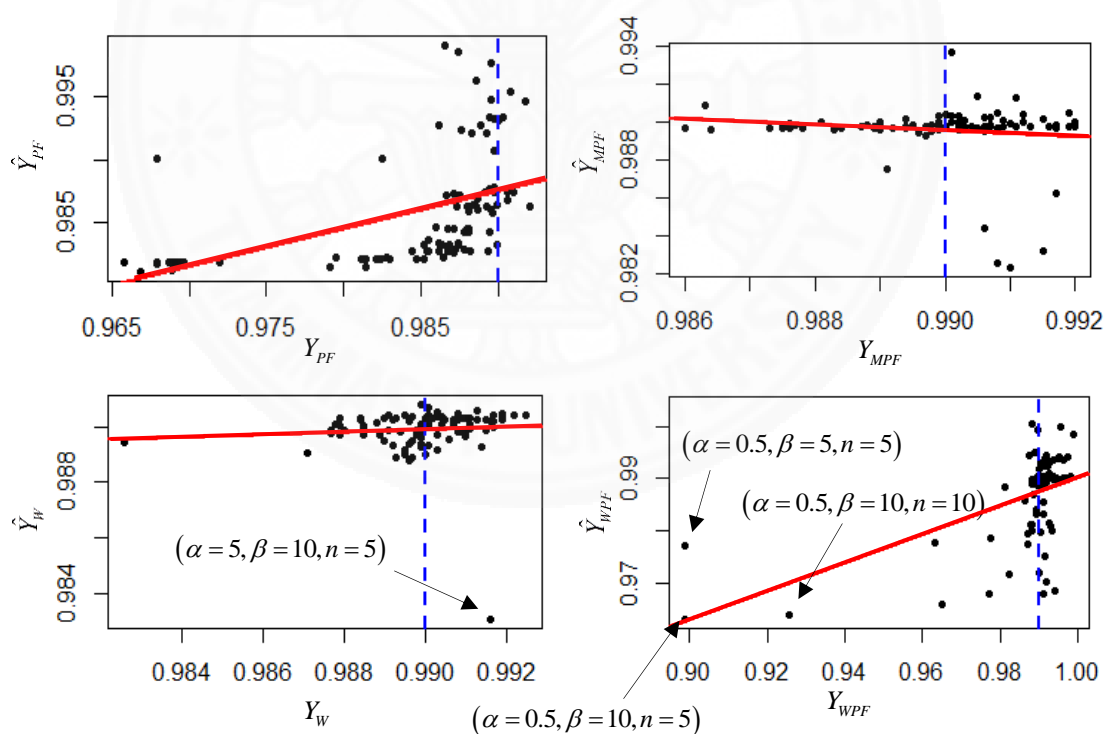 0.995
0.985
Ŷ_PF
0.965
0.975
0.985
Y_PF
0.994
0.988
0.982
Ŷ_MPF
0.986
0.988
0.990
0.992
Y_MPF
0.988
0.984
Ŷ_W
(α = 5, β = 10, n = 5)
0.984
0.986
0.988
0.990
0.992
Y_W
0.99
0.97
Ŷ_WPF
(α = 0.5, β = 5, n = 5)
(α = 0.5, β = 10, n = 10)
0.90
0.92
0.94
0.96
0.98
1.00
Y_WPF
(α = 0.5, β = 10, n = 5)